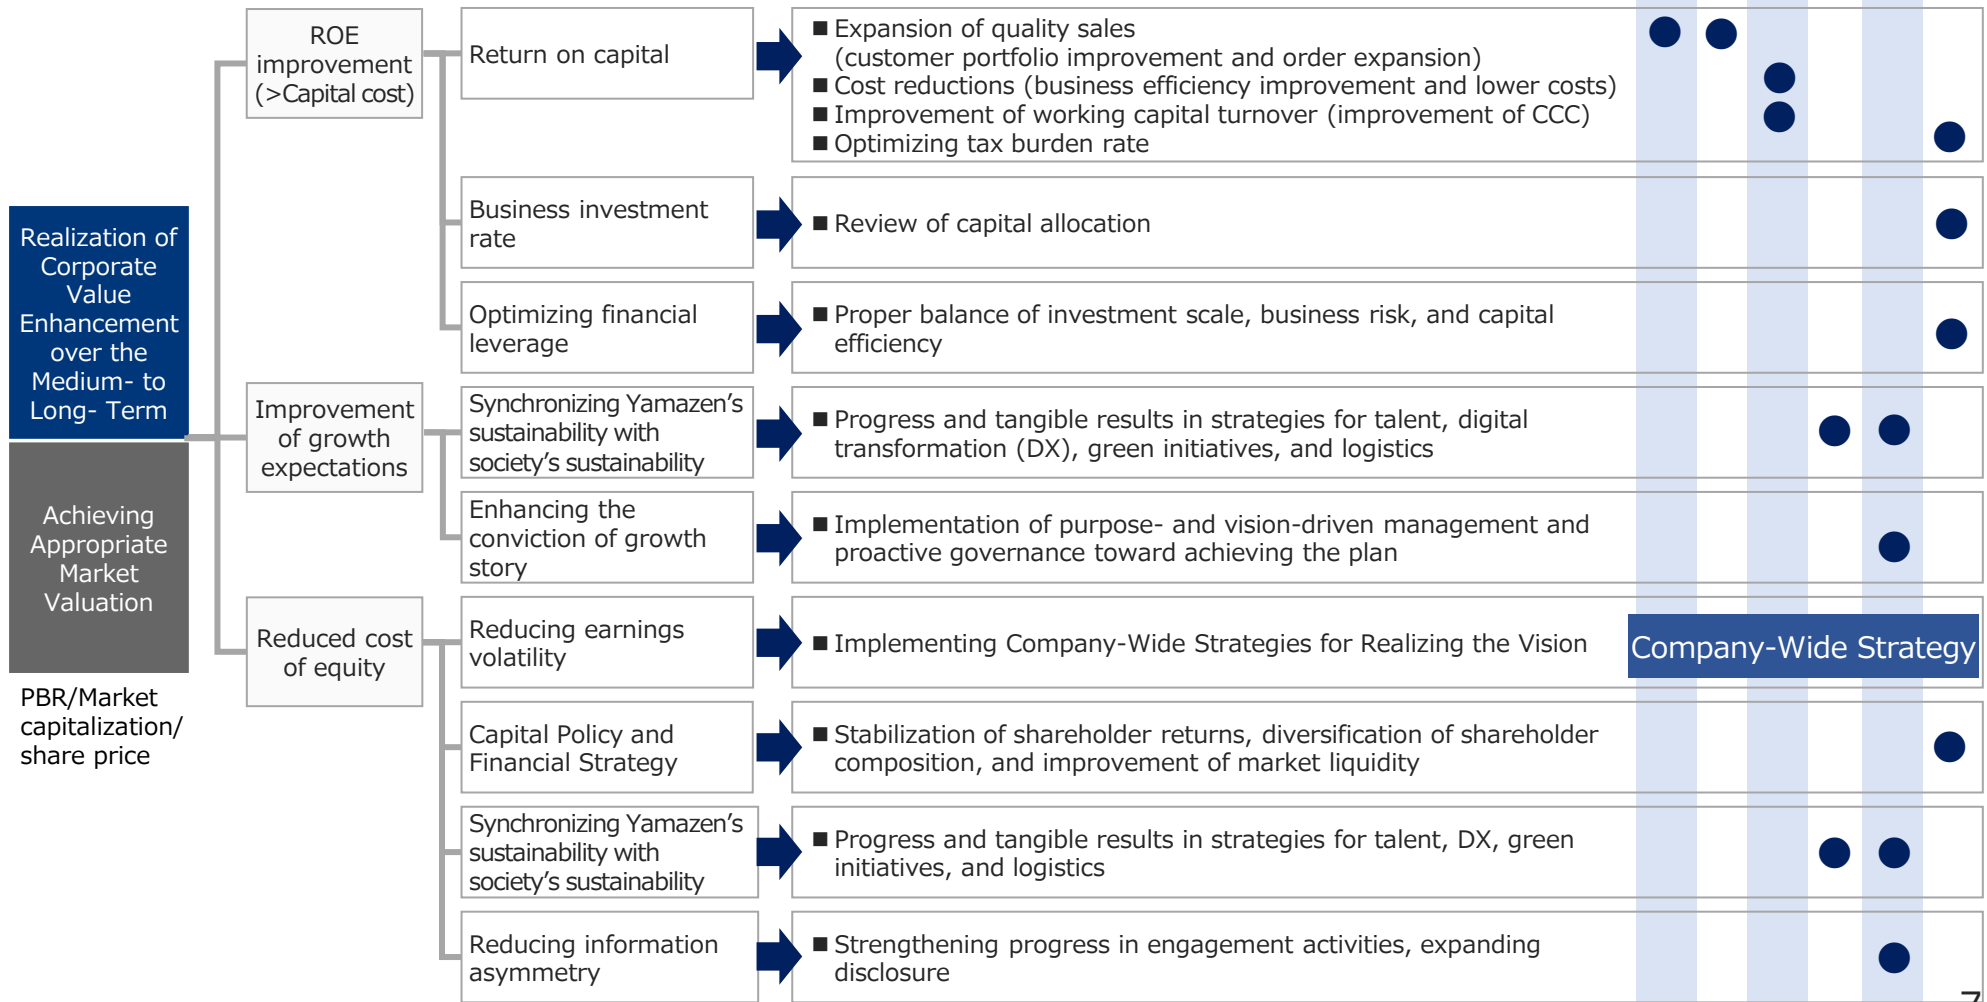 Realization of
Corporate
Value
Enhancement
over the
Medium- to
Long- Term
Achieving
Appropriate
Market
Valuation
PBR/Market
capitalization/
share price
ROE
improvement
(>Capital cost)
Return on capital
■ Expansion of quality sales
(customer portfolio improvement and order expansion)
■ Cost reductions (business efficiency improvement and lower costs)
■ Improvement of working capital turnover (improvement of CCC)
■ Optimizing tax burden rate
Business investment
rate
■ Review of capital allocation
Optimizing financial
leverage
■ Proper balance of investment scale, business risk, and capital
efficiency
Improvement
of growth
expectations
Synchronizing Yamazen’s
sustainability with
society’s sustainability
■ Progress and tangible results in strategies for talent, digital
transformation (DX), green initiatives, and logistics
Enhancing the
conviction of growth
story
■ Implementation of purpose- and vision-driven management and
proactive governance toward achieving the plan
Reduced cost
of equity
Reducing earnings
volatility
■ Implementing Company-Wide Strategies for Realizing the Vision
Company-Wide Strategy
Capital Policy and
Financial Strategy
■ Stabilization of shareholder returns, diversification of shareholder
composition, and improvement of market liquidity
Synchronizing Yamazen’s
sustainability with
society’s sustainability
■ Progress and tangible results in strategies for talent, DX, green
initiatives, and logistics
Reducing information
asymmetry
■ Strengthening progress in engagement activities, expanding
disclosure
7